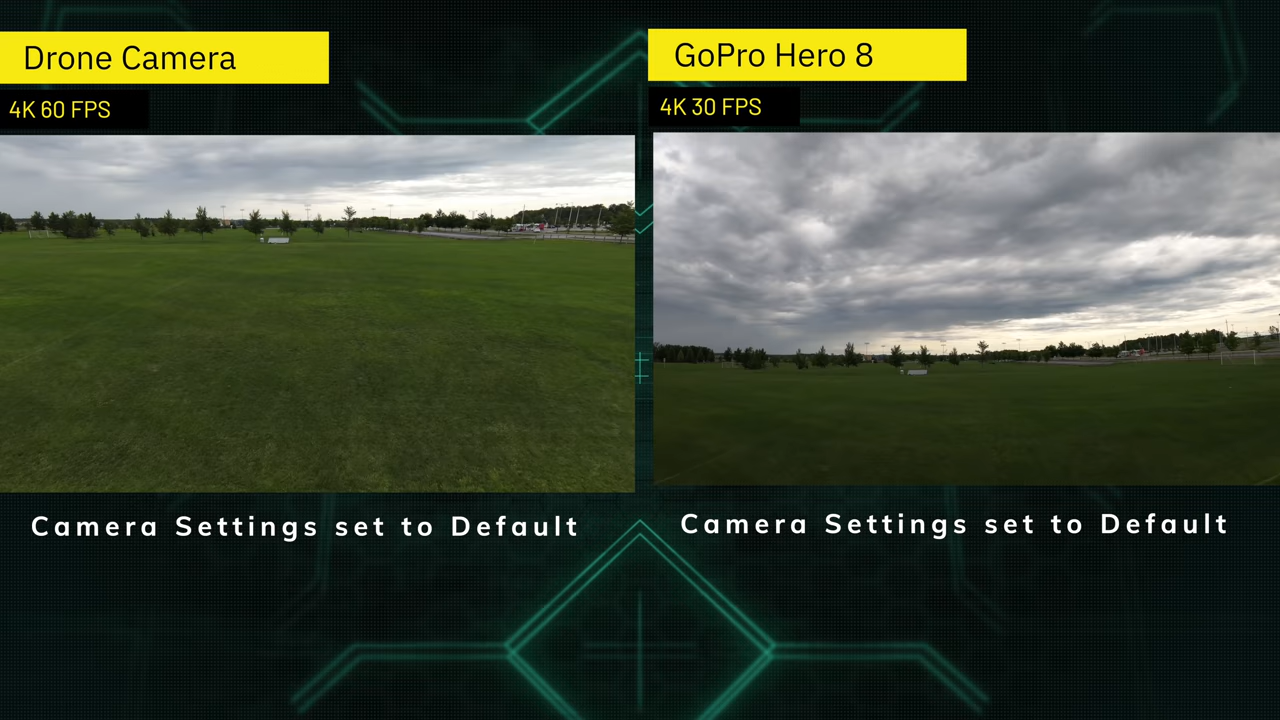 Drone Camera
4K 60 FPS
Camera Settings set to Default
GoPro Hero 8
4K 30 FPS
Camera Settings set to Default